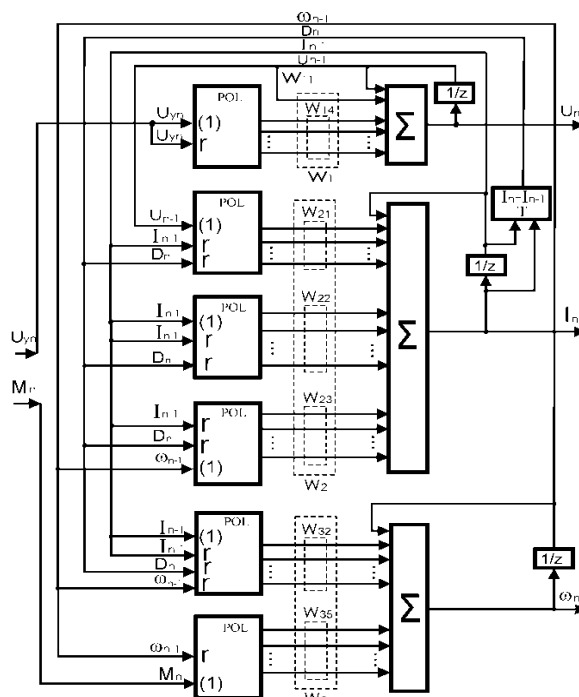 ωn-1
Dn
In-1
Un-1
W11
POL
W14
1/z
Uyn
(1)
Uyn
r
Σ
Un
W1
POL
W21
In-In-1
T
Un-1
(1)
In-1
r
Dn
r
1/z
POL
W22
In-1
(1)
In-1
r
Dn
r
Σ
In
Uyn
Mn
POL
W23
In-1
r
Dn
r
ωn-1
(1)
W2
POL
W32
In-1
(1)
In-1
r
Dn
r
ωn-1
r
1/z
Σ
ωn
POL
W35
ωn-1
r
Mn
(1)